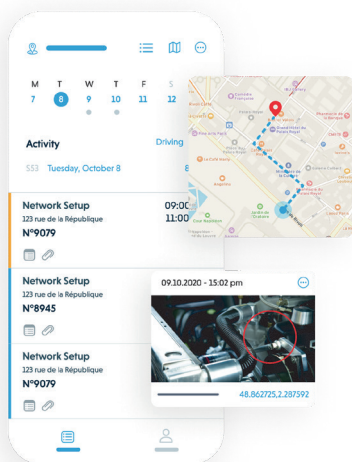 M T W T F S
7 8 9 10 11 12
Activity
Driving
S53 Tuesday, October 8
8
Network Setup
09:00
123 rue de la République
11:00
N°9079
Network Setup
123 rue de la République
N°8945
Network Setup
123 rue de la République
N°9079
09.10.2020 - 15:02 pm
48.862725,2.287592